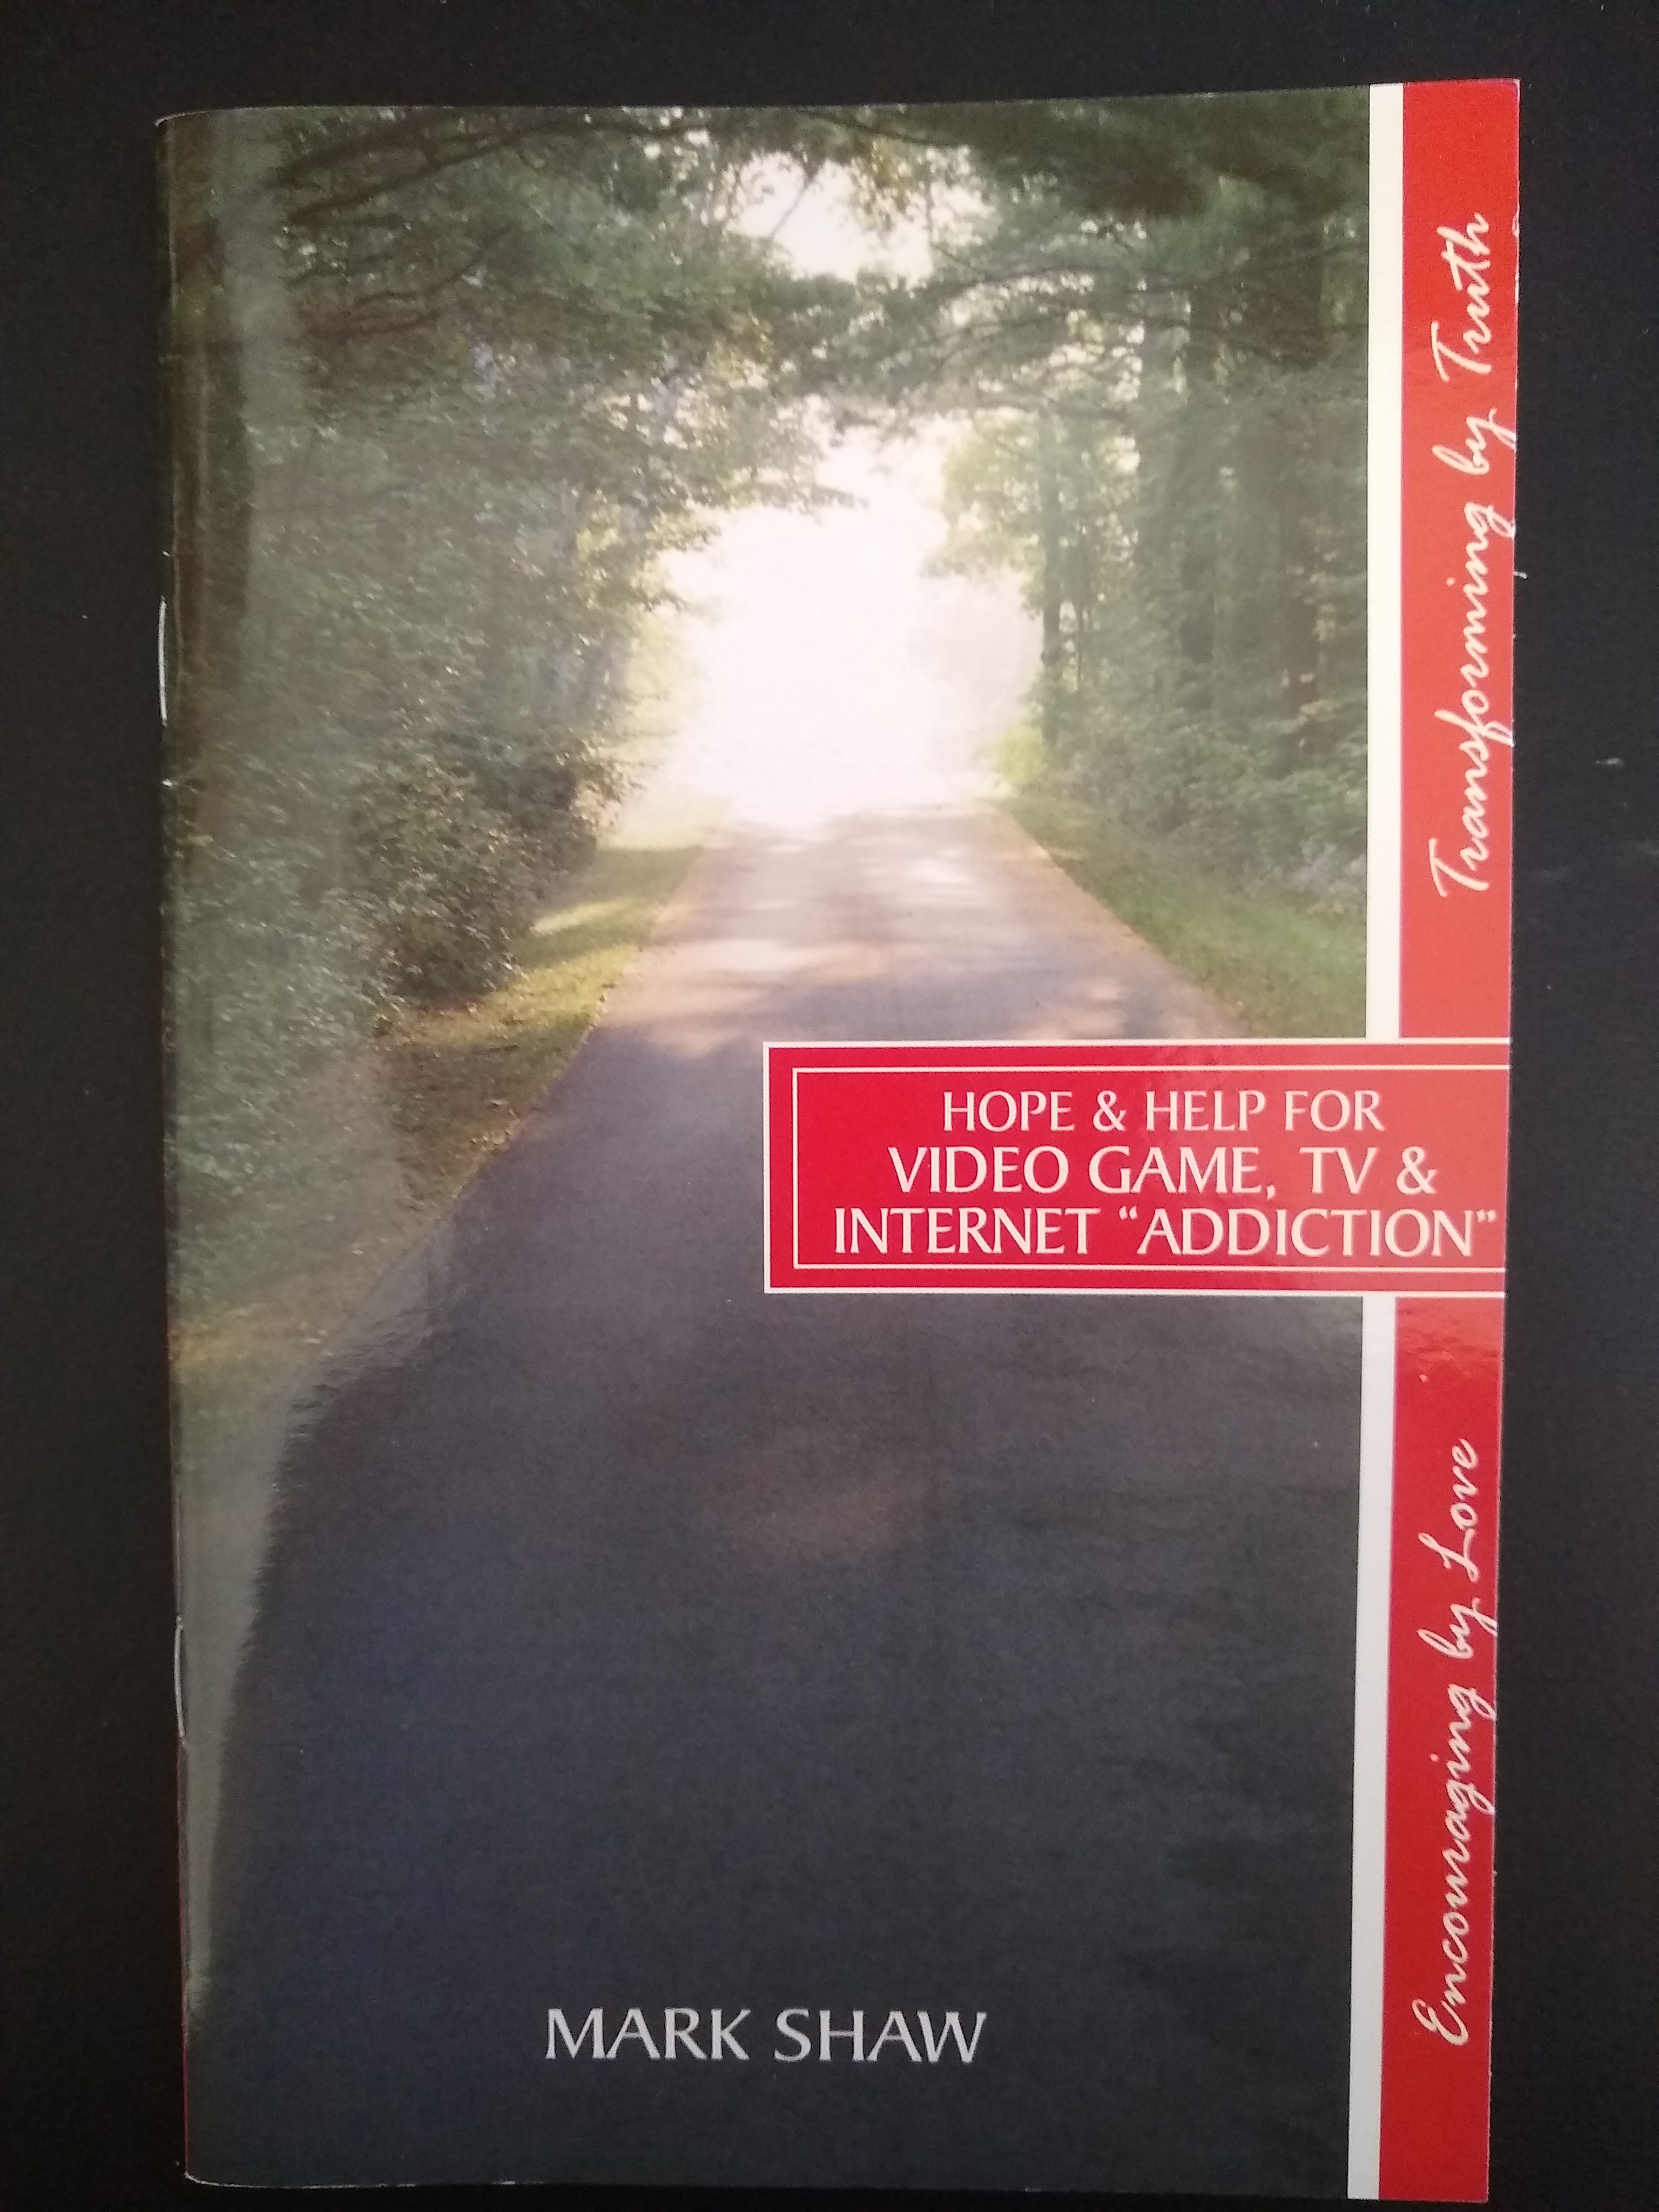 Transforming by Truth
HOPE & HELP FOR
VIDEO GAME, TV &
INTERNET “ADDICTION”
Encouraging by Love
MARK SHAW